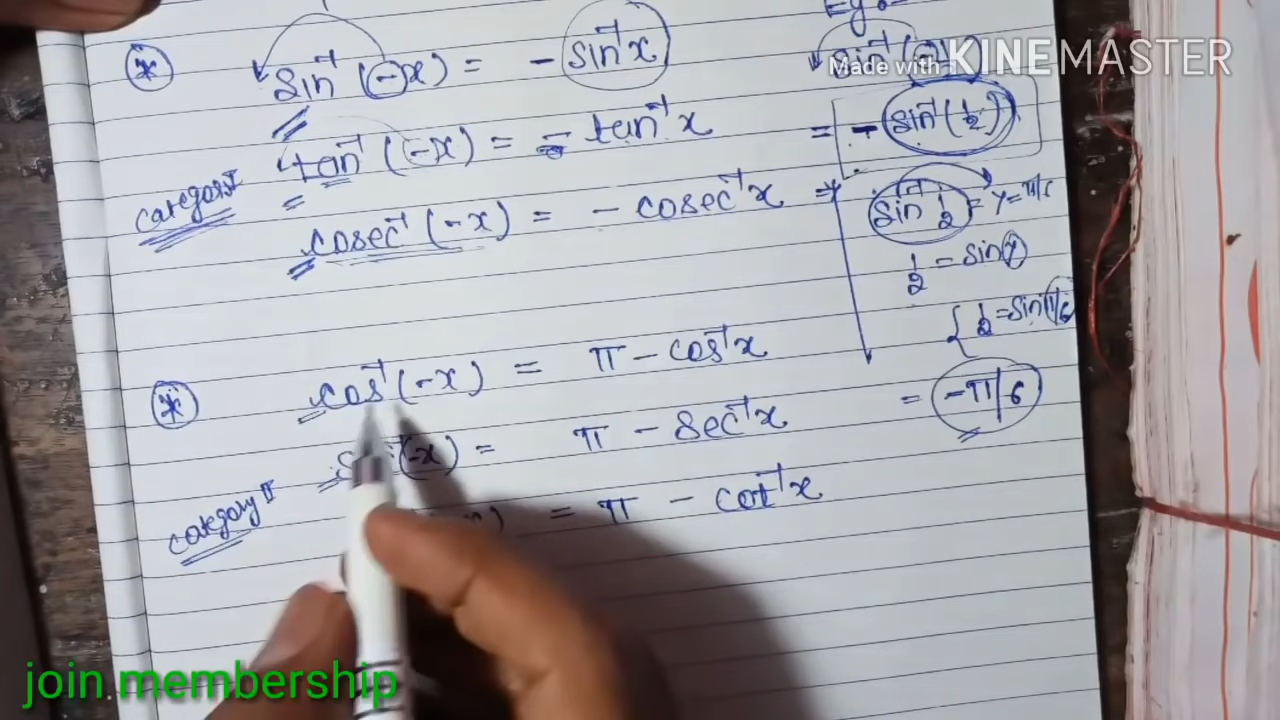 Eg:
sin⁻¹(-)x) = - sin⁻¹x
sin⁻¹(-
Made with KINEMASTER
tan⁻¹(-x) = - tan⁻¹x
= - sin⁻¹(1/2)
Category I
cosec⁻¹(-x) = - cosec⁻¹x ⇒
sin⁻¹ 1/2 = y = π/6
1/2 = sin y
{ 1/2 = sin(π/6
cos⁻¹(-x) = π - cos⁻¹x
= -π/6
(-x) = π - sec⁻¹x
Category II
= π - cot⁻¹x
join.membership